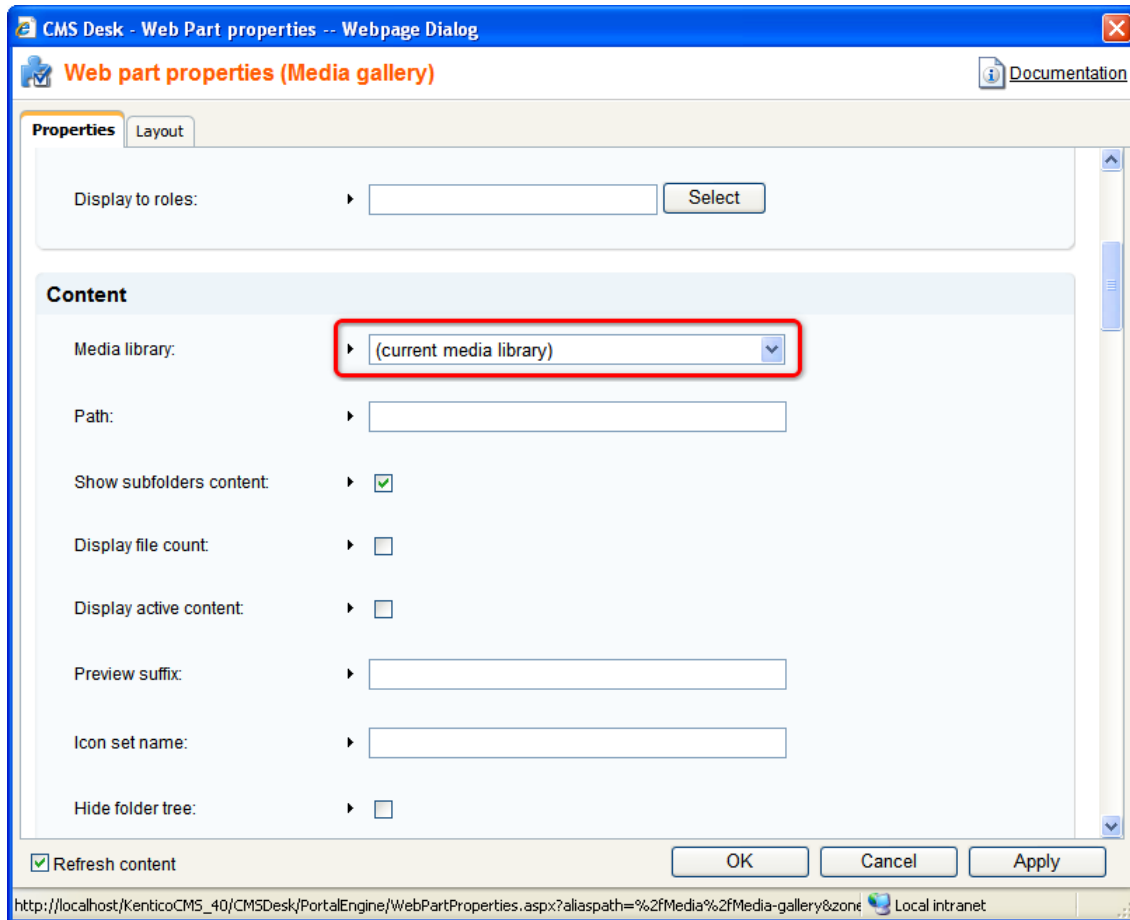 CMS Desk - Web Part properties -- Webpage Dialog
Web part properties (Media gallery)
Documentation
Properties
Layout
Display to roles:
Select
Content
Media library:
(current media library)
Path:
Show subfolders content:
Display file count:
Display active content:
Preview suffix:
Icon set name:
Hide folder tree:
Refresh content
OK
Cancel
Apply
http://localhost/KenticoCMS_40/CMSDesk/PortalEngine/WebPartProperties.aspx?aliaspath=%2fMedia%2fMedia-gallery&zone
Local intranet